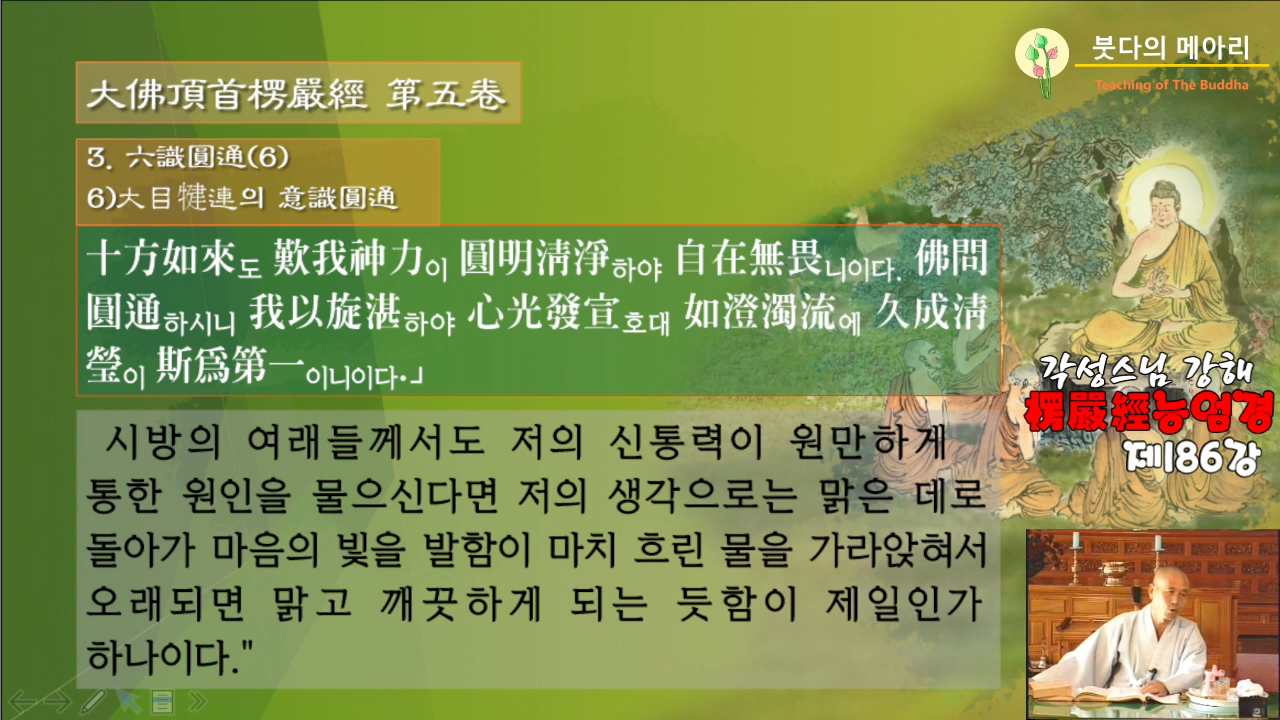 붓다의 메아리
Teaching of The Buddha
大佛頂首楞嚴經 第五卷
3. 六識圓通(6)
6)大目犍連의 意識圓通
十方如來도 歎我神力이 圓明淸淨하야 自在無畏니이다. 佛問
圓通하시니 我以旋湛하야 心光發宣호대 如澄濁流에 久成淸
瑩이 斯爲第一이니이다.」
시방의 여래들께서도 저의 신통력이 원만하게
통한 원인을 물으신다면 저의 생각으로는 맑은 데로
돌아가 마음의 빛을 발함이 마치 흐린 물을 가라앉혀서
오래되면 맑고 깨끗하게 되는 듯함이 제일인가
하나이다."
각성스님 강해
楞嚴經능엄경
제186강